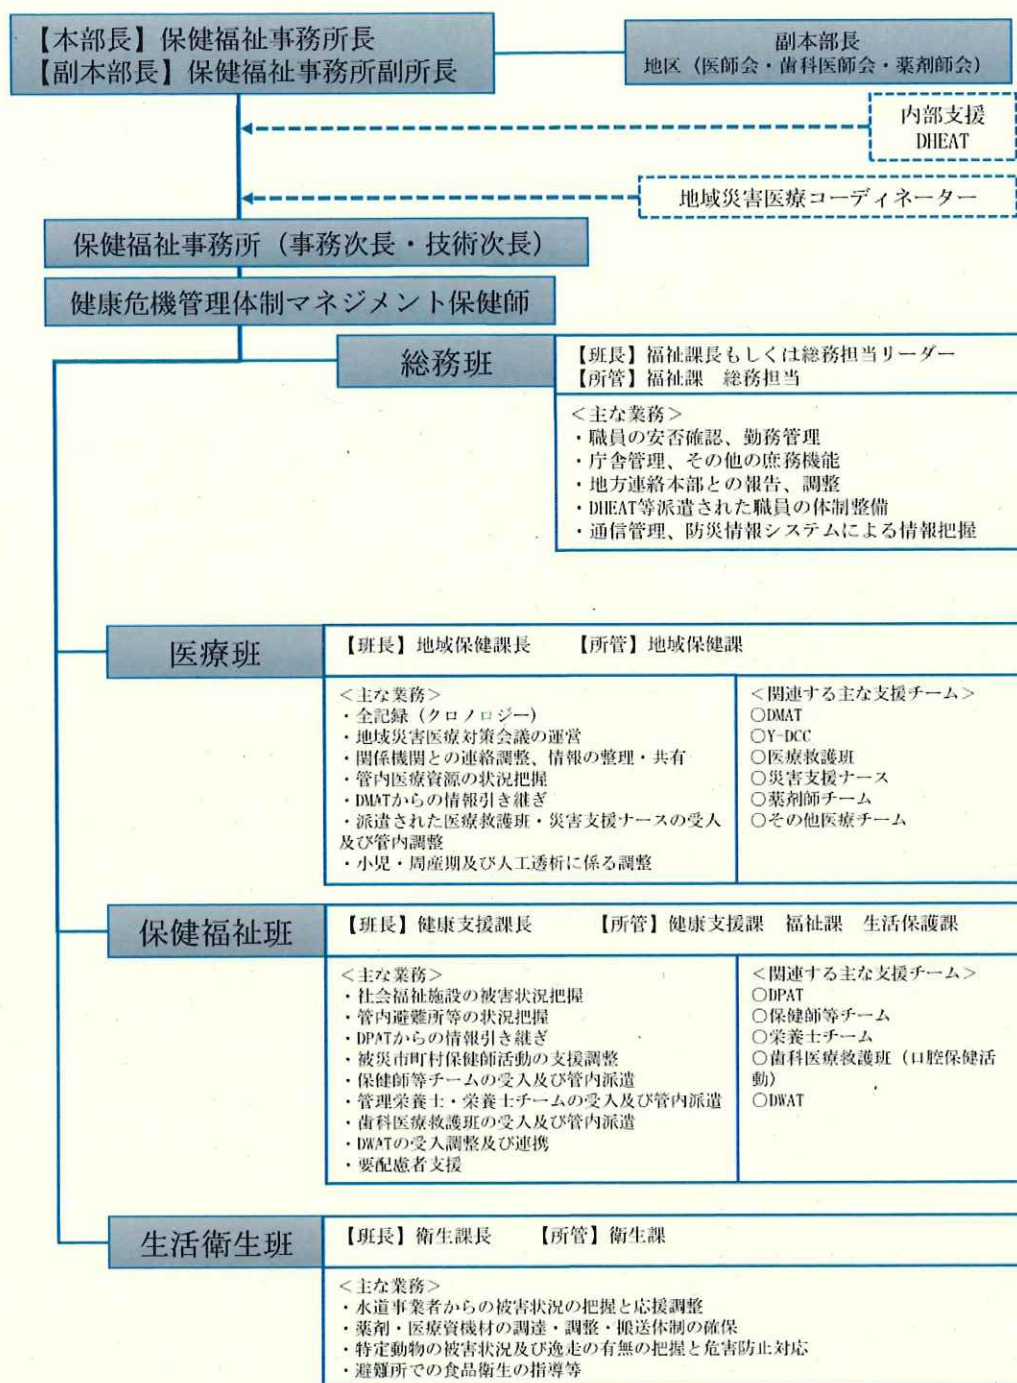 【本部長】保健福祉事務所長
【副本部長】保健福祉事務所副所長
副本部長
地区（医師会・歯科医師会・薬剤師会）
内部支援
DHEAT
地域災害医療コーディネーター
保健福祉事務所（事務次長・技術次長）
健康危機管理体制マネジメント保健師
総務班
【班長】福祉課長もしくは総務担当リーダー
【所管】福祉課　総務担当
＜主な業務＞
・職員の安否確認、勤務管理
・庁舎管理、その他の庶務機能
・地方連絡本部との報告、調整
・DHEAT等派遣された職員の体制整備
・通信管理、防災情報システムによる情報把握
医療班
【班長】地域保健課長　　【所管】地域保健課
＜主な業務＞
・全記録（クロノロジー）
・地域災害医療対策会議の運営
・関係機関との連絡調整、情報の整理・共有
・管内医療資源の状況把握
・DMATからの情報引き継ぎ
・派遣された医療救護班・災害支援ナースの受入
及び管内調整
・小児・周産期及び人工透析に係る調整
＜関連する主な支援チーム＞
○DMAT
○Y-DCC
○医療救護班
○災害支援ナース
○薬剤師チーム
○その他医療チーム
保健福祉班
【班長】健康支援課長　　　【所管】健康支援課　福祉課　生活保護課
＜主な業務＞
・社会福祉施設の被害状況把握
・管内避難所等の状況把握
・DPATからの情報引き継ぎ
・被災市町村保健師活動の支援調整
・保健師等チームの受入及び管内派遣
・管理栄養士・栄養士チームの受入及び管内派遣
・歯科医療救護班の受入及び管内派遣
・DWATの受入調整及び連携
・要配慮者支援
＜関連する主な支援チーム＞
○DPAT
○保健師等チーム
○栄養士チーム
○歯科医療救護班（口腔保健活
動）
○DWAT
生活衛生班
【班長】衛生課長　　【所管】衛生課
＜主な業務＞
・水道事業者からの被害状況の把握と応援調整
・薬剤・医療資機材の調達・調整・搬送体制の確保
・特定動物の被害状況及び逸走の有無の把握と危害防止対応
・避難所での食品衛生の指導等